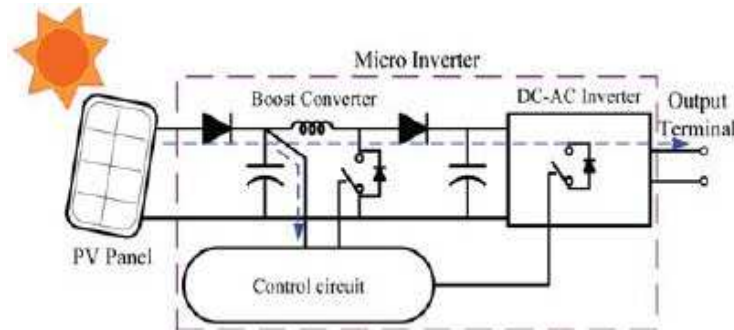 Micro Inverter
Boost Converter
DC-AC Inverter
Output
Terminal
PV Panel
Control circuit